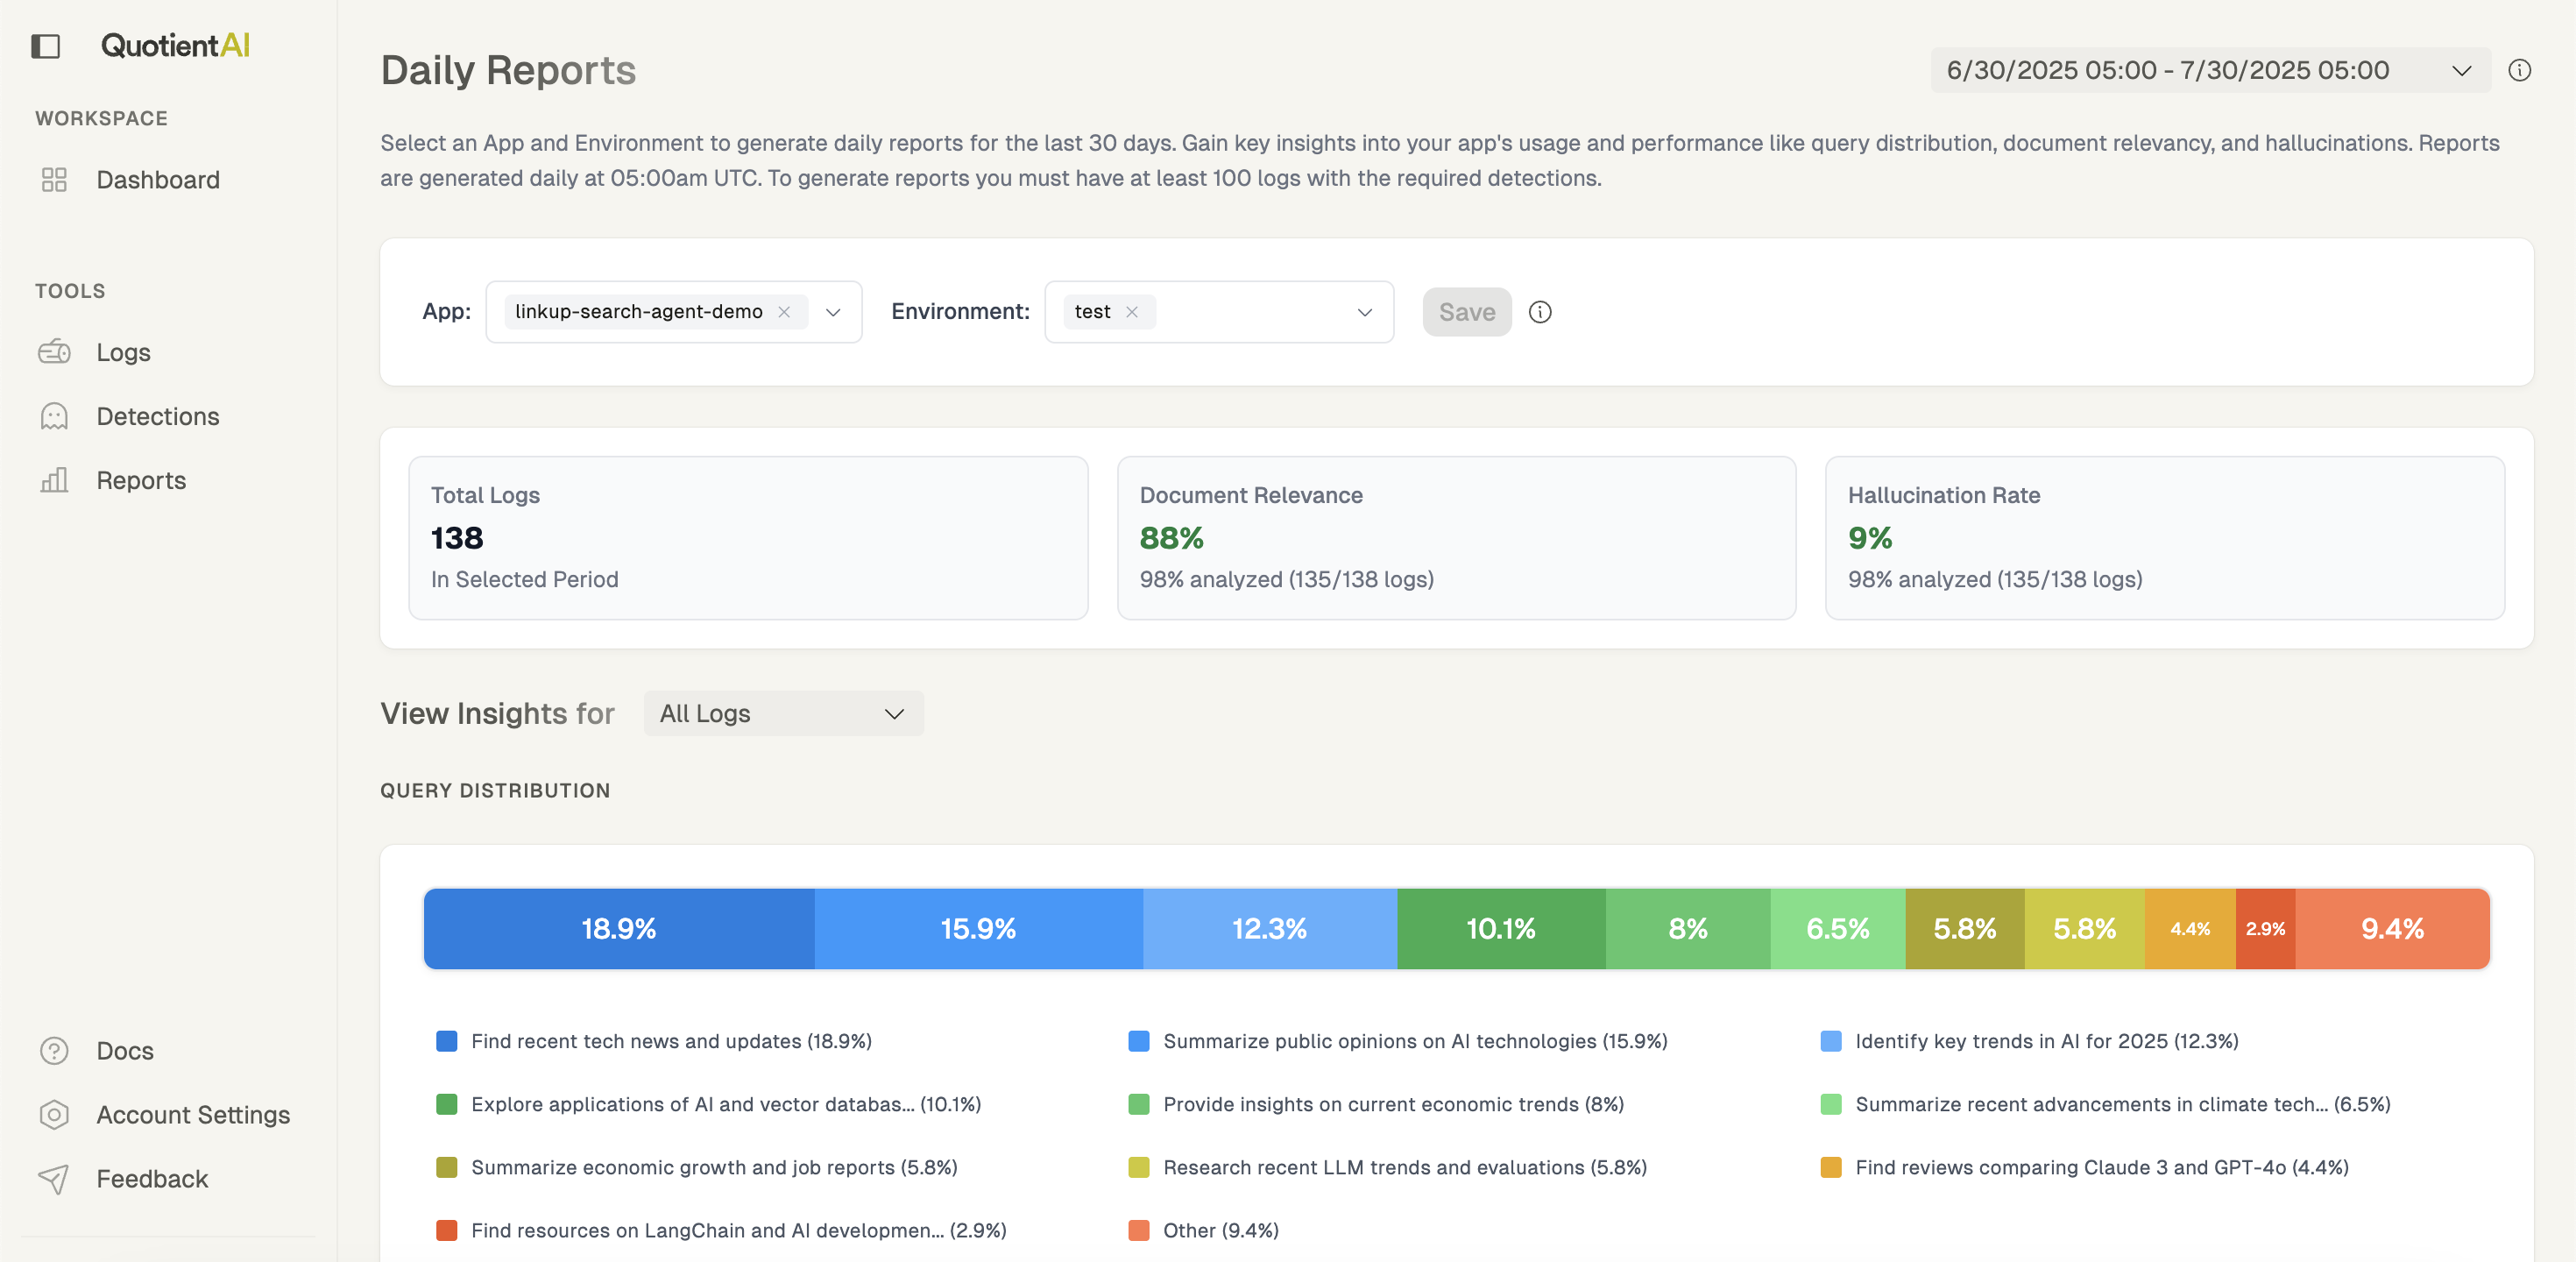 QuotientAI
WORKSPACE
Dashboard
TOOLS
Logs
Detections
Reports
Docs
Account Settings
Feedback
Daily Reports
6/30/2025 05:00 - 7/30/2025 05:00
Select an App and Environment to generate daily reports for the last 30 days. Gain key insights into your app's usage and performance like query distribution, document relevancy, and hallucinations. Reports
are generated daily at 05:00am UTC. To generate reports you must have at least 100 logs with the required detections.
App: linkup-search-agent-demo Environment: test Save
Total Logs
138
In Selected Period
Document Relevance
88%
98% analyzed (135/138 logs)
Hallucination Rate
9%
98% analyzed (135/138 logs)
View Insights for All Logs
QUERY DISTRIBUTION
18.9% 15.9% 12.3% 10.1% 8% 6.5% 5.8% 5.8% 4.4% 2.9% 9.4%
Find recent tech news and updates (18.9%) Summarize public opinions on AI technologies (15.9%) Identify key trends in AI for 2025 (12.3%)
Explore applications of AI and vector databas... (10.1%) Provide insights on current economic trends (8%) Summarize recent advancements in climate tech... (6.5%)
Summarize economic growth and job reports (5.8%) Research recent LLM trends and evaluations (5.8%) Find reviews comparing Claude 3 and GPT-4o (4.4%)
Find resources on LangChain and AI developmen... (2.9%) Other (9.4%)